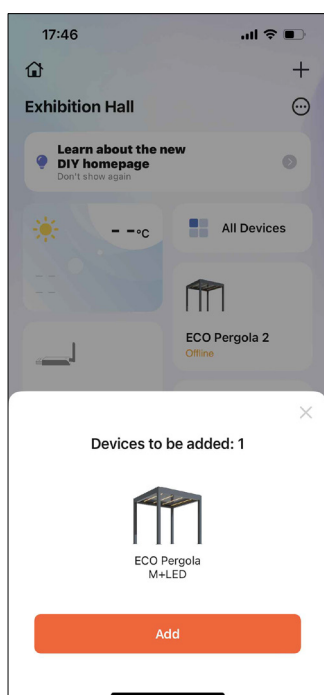 17:46
Exhibition Hall
Learn about the new
DIY homepage
Don't show again
– –°C
All Devices
ECO Pergola 2
Offline
Devices to be added: 1
ECO Pergola
M+LED
Add